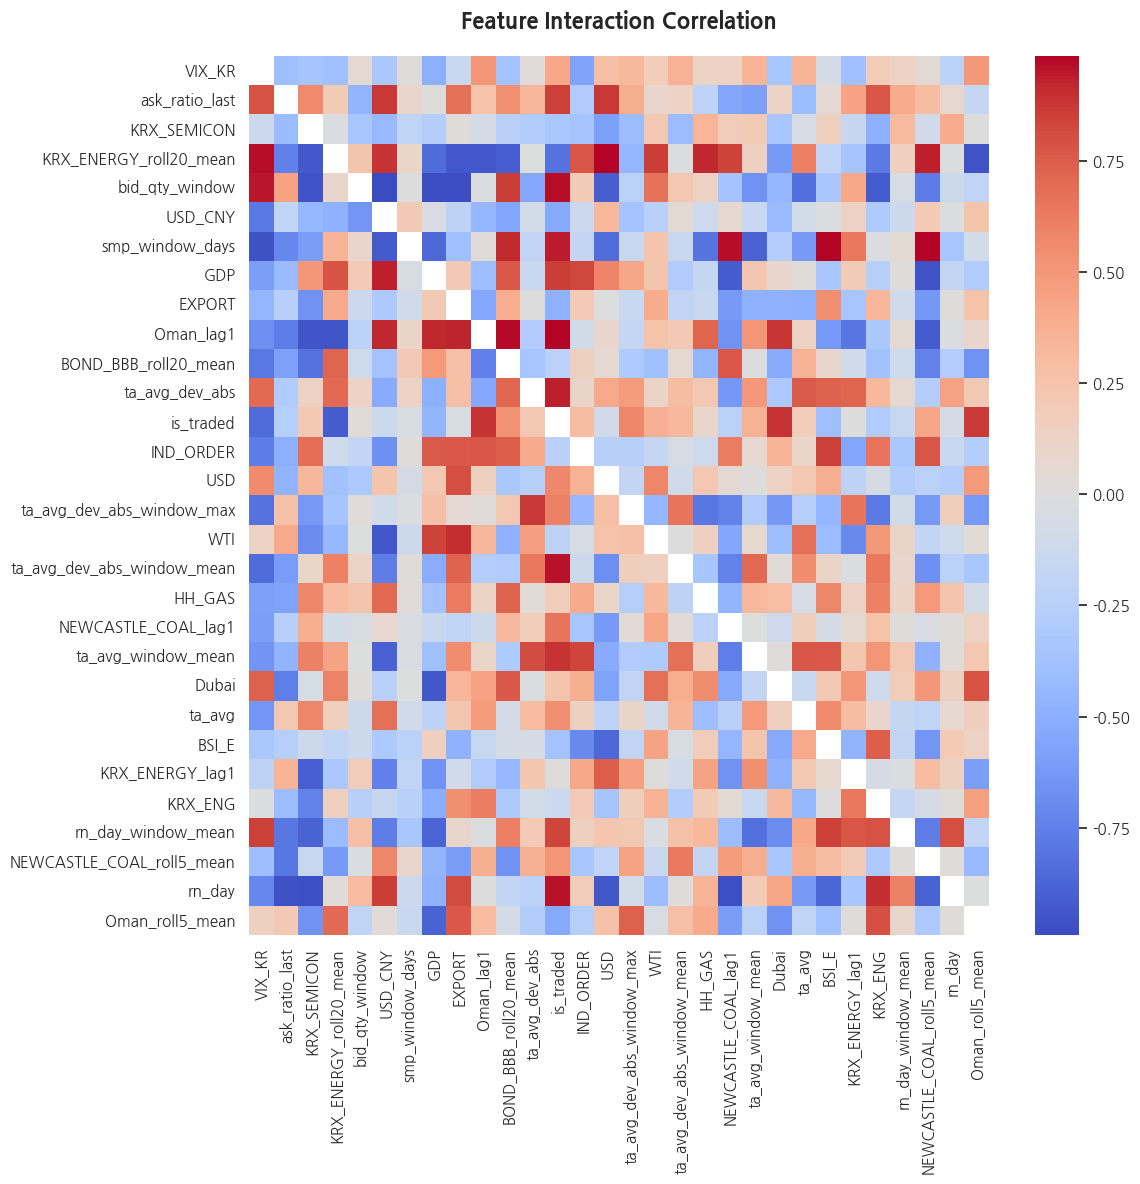 Feature Interaction Correlation
VIX_KR
ask_ratio_last
KRX_SEMICON
KRX_ENERGY_roll20_mean
bid_qty_window
USD_CNY
smp_window_days
GDP
EXPORT
Oman_lag1
BOND_BBB_roll20_mean
ta_avg_dev_abs
is_traded
IND_ORDER
USD
ta_avg_dev_abs_window_max
WTI
ta_avg_dev_abs_window_mean
HH_GAS
NEWCASTLE_COAL_lag1
ta_avg_window_mean
Dubai
ta_avg
BSI_E
KRX_ENERGY_lag1
KRX_ENG
rn_day_window_mean
NEWCASTLE_COAL_roll5_mean
rn_day
Oman_roll5_mean
VIX_KR
ask_ratio_last
KRX_SEMICON
KRX_ENERGY_roll20_mean
bid_qty_window
USD_CNY
smp_window_days
GDP
EXPORT
Oman_lag1
BOND_BBB_roll20_mean
ta_avg_dev_abs
is_traded
IND_ORDER
USD
ta_avg_dev_abs_window_max
WTI
ta_avg_dev_abs_window_mean
HH_GAS
NEWCASTLE_COAL_lag1
ta_avg_window_mean
Dubai
ta_avg
BSI_E
KRX_ENERGY_lag1
KRX_ENG
rn_day_window_mean
NEWCASTLE_COAL_roll5_mean
rn_day
Oman_roll5_mean
0.75
0.50
0.25
0.00
-0.25
-0.50
-0.75